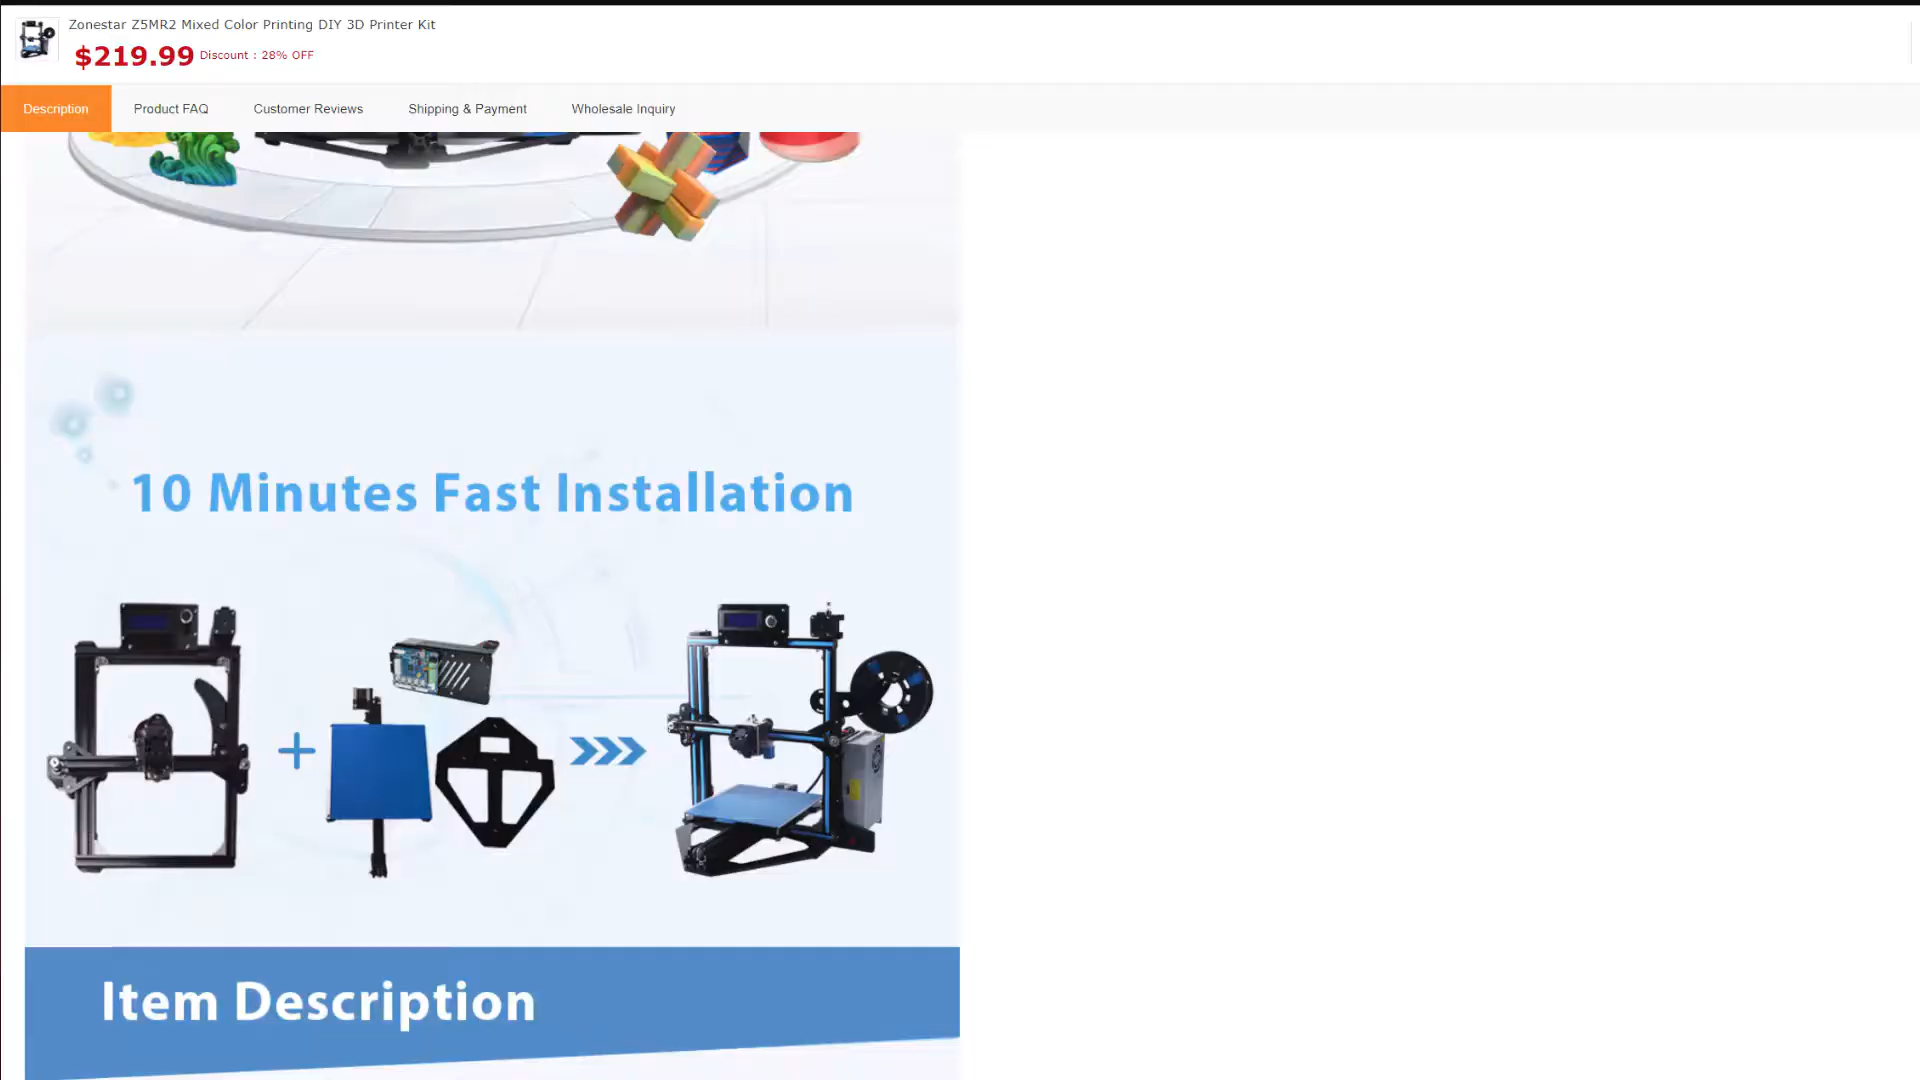 Zonestar Z5MR2 Mixed Color Printing DIY 3D Printer Kit
$219.99 Discount : 28% OFF
Description Product FAQ Customer Reviews Shipping & Payment Wholesale Inquiry
10 Minutes Fast Installation
Item Description